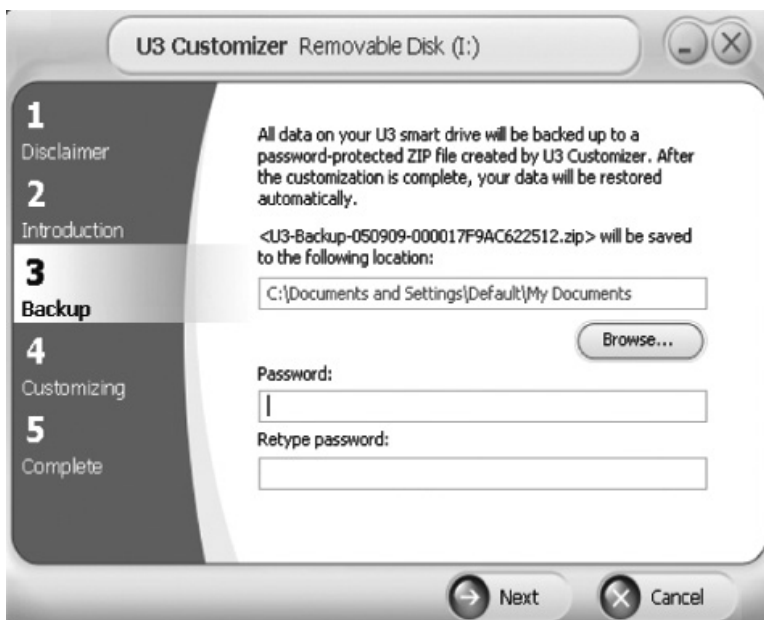 U3 Customizer Removable Disk (I:)
1
Disclaimer
2
Introduction
3
Backup
4
Customizing
5
Complete
All data on your U3 smart drive will be backed up to a
password-protected ZIP file created by U3 Customizer. After
the customization is complete, your data will be restored
automatically.
<U3-Backup-050909-000017F9AC622512.zip> will be saved
to the following location:
C:\Documents and Settings\Default\My Documents
Browse...
Password:
Retype password:
Next
Cancel